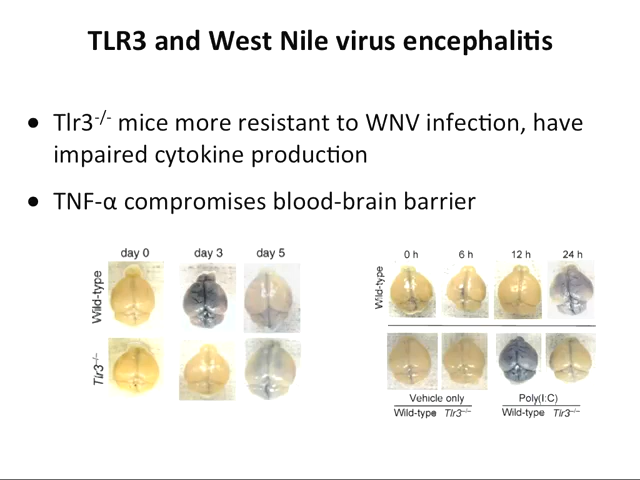 TLR3 and West Nile virus encephalitis
● Tlr3-/- mice more resistant to WNV infection, have
impaired cytokine production
● TNF-α compromises blood-brain barrier
day 0 day 3 day 5
Wild-type
Tlr3-/-
0 h 6 h 12 h 24 h
Wild-type
Vehicle only Poly(I:C)
Wild-type Tlr3-/- Wild-type Tlr3-/-